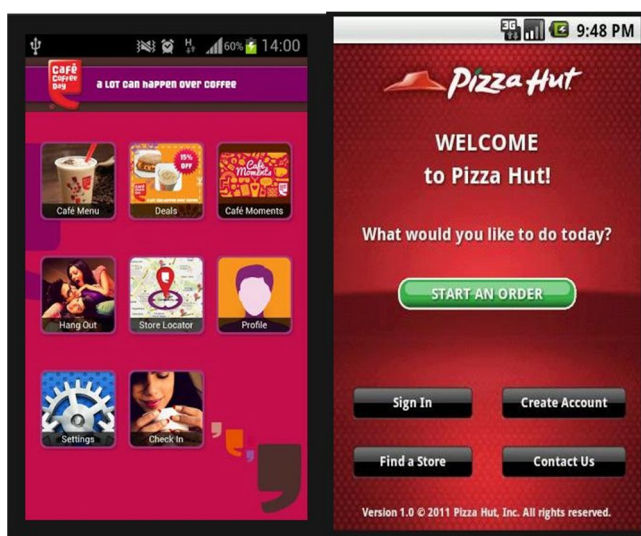 H
60%
14:00
Café
Coffee
Day
a LOT can happen over coffee
15%
OFF
Café
Moments
Café Menu
Deals
Café Moments
Hang Out
Store Locator
Profile
Settings
Check In
3G
9:48 PM
Pizza Hut
WELCOME
to Pizza Hut!
What would you like to do today?
START AN ORDER
Sign In
Create Account
Find a Store
Contact Us
Version 1.0 © 2011 Pizza Hut, Inc. All rights reserved.